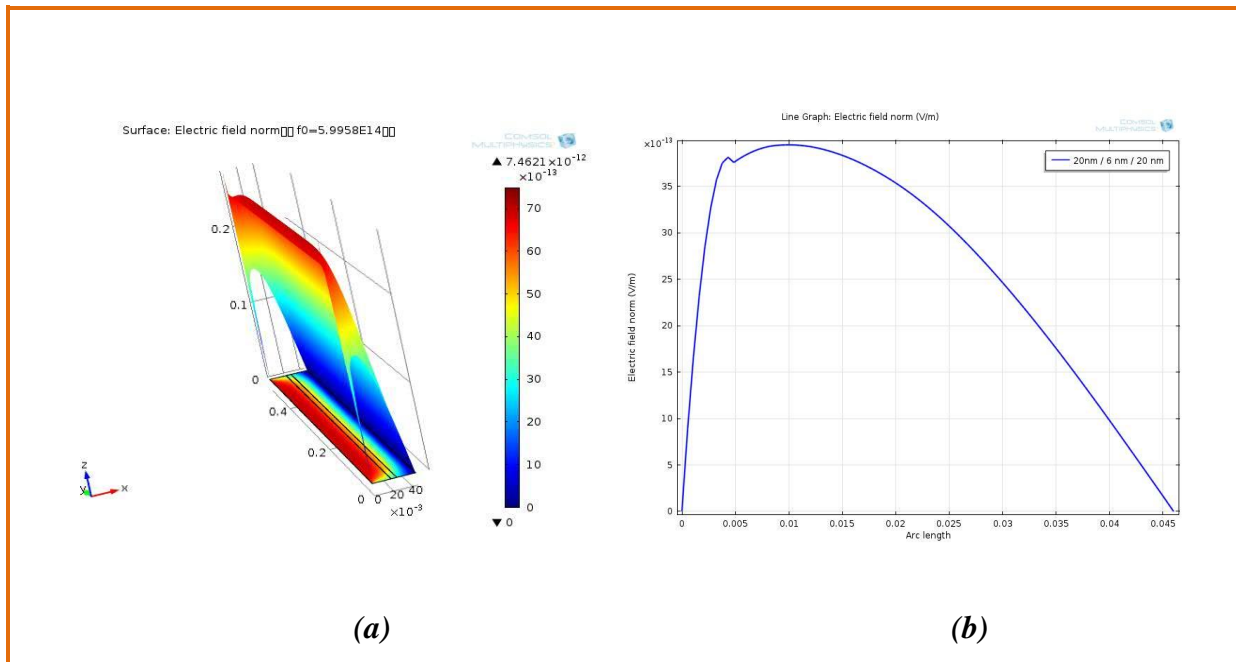 Surface: Electric field norm▯▯ f0=5.9958E14▯▯
COMSOL
MULTIPHYSICS
▲ 7.4621×10⁻¹²
×10⁻¹³
70
60
50
40
30
20
10
0
▼ 0
0.2
0.1
0
0.4
0.2
0
0
20
40
×10⁻³
z
y
x
(a)
Line Graph: Electric field norm (V/m)
COMSOL
MULTIPHYSICS
×10⁻¹³
20nm / 6 nm / 20 nm
35
30
25
20
15
10
5
0
Electric field norm (V/m)
0 0.005 0.01 0.015 0.02 0.025 0.03 0.035 0.04 0.045
Arc length
(b)